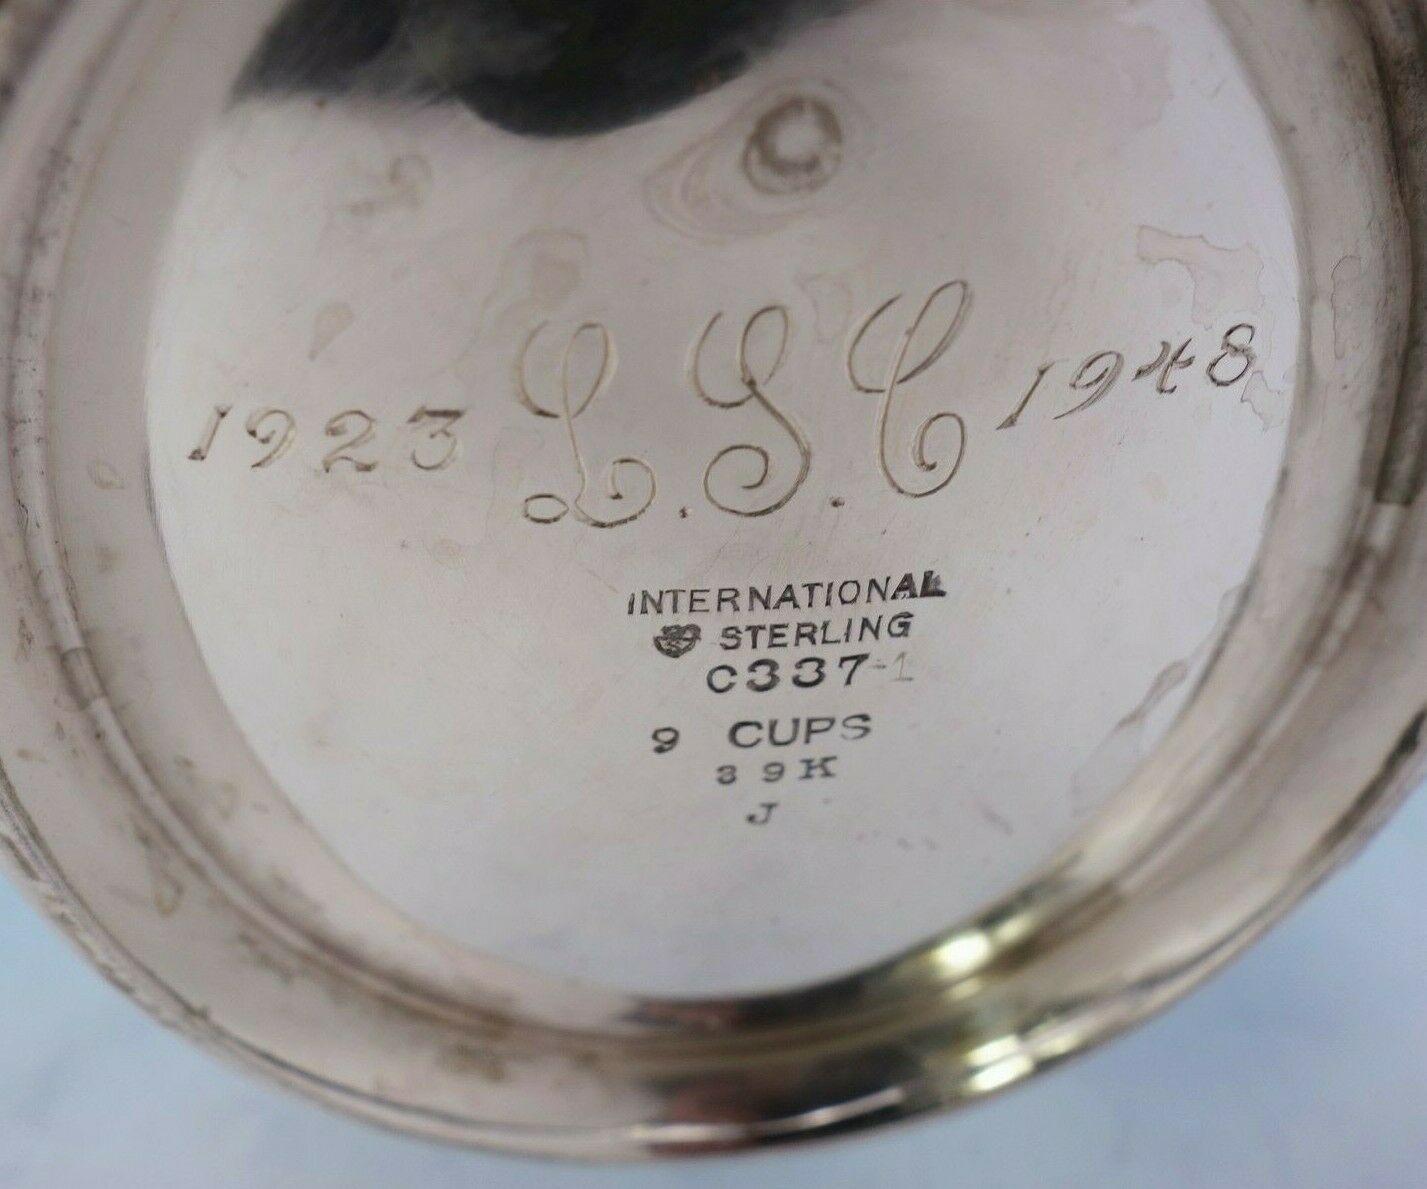 1923 L.S.C 1948
INTERNATIONAL
STERLING
C337-1
9 CUPS
39K
J